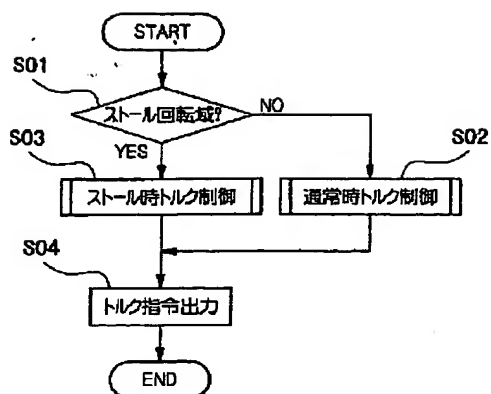 START
S01
ストール回転域?
NO
YES
S03
S02
ストール時トルク制御
通常時トルク制御
S04
トルク指令出力
END